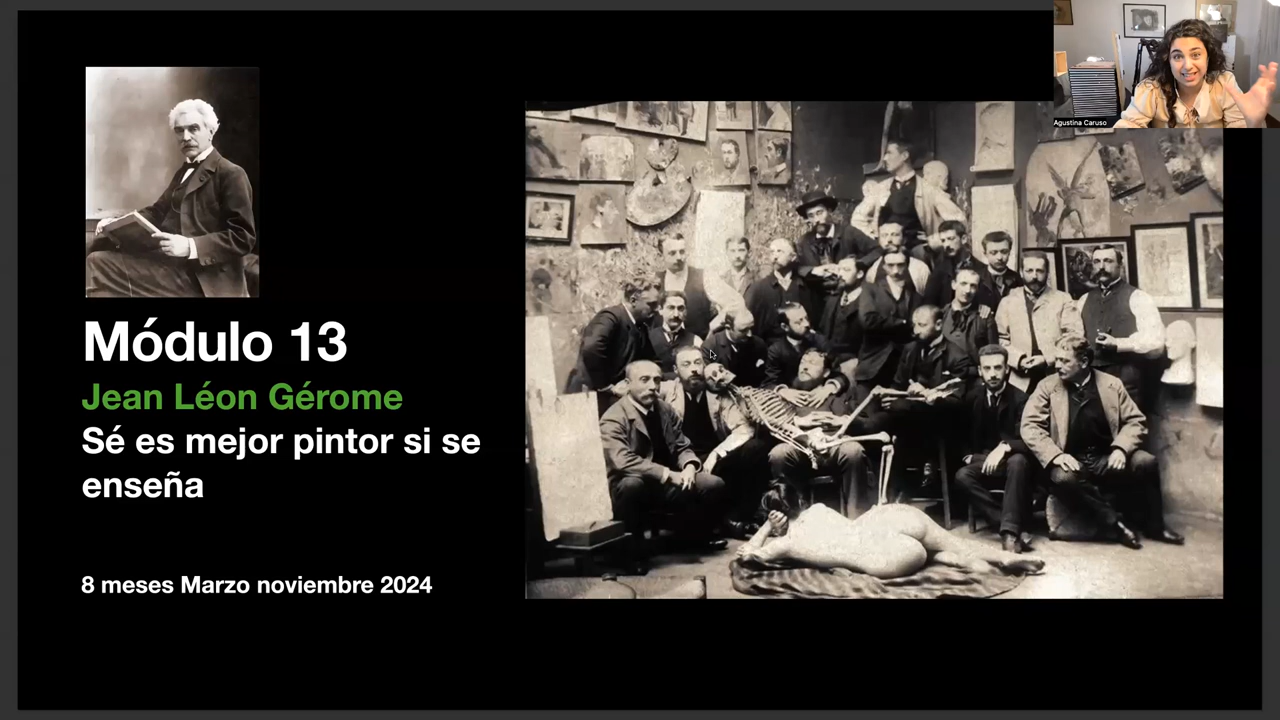 Agustina Caruso
Módulo 13
Jean Léon Gérome
Sé es mejor pintor si se
enseña
8 meses Marzo noviembre 2024